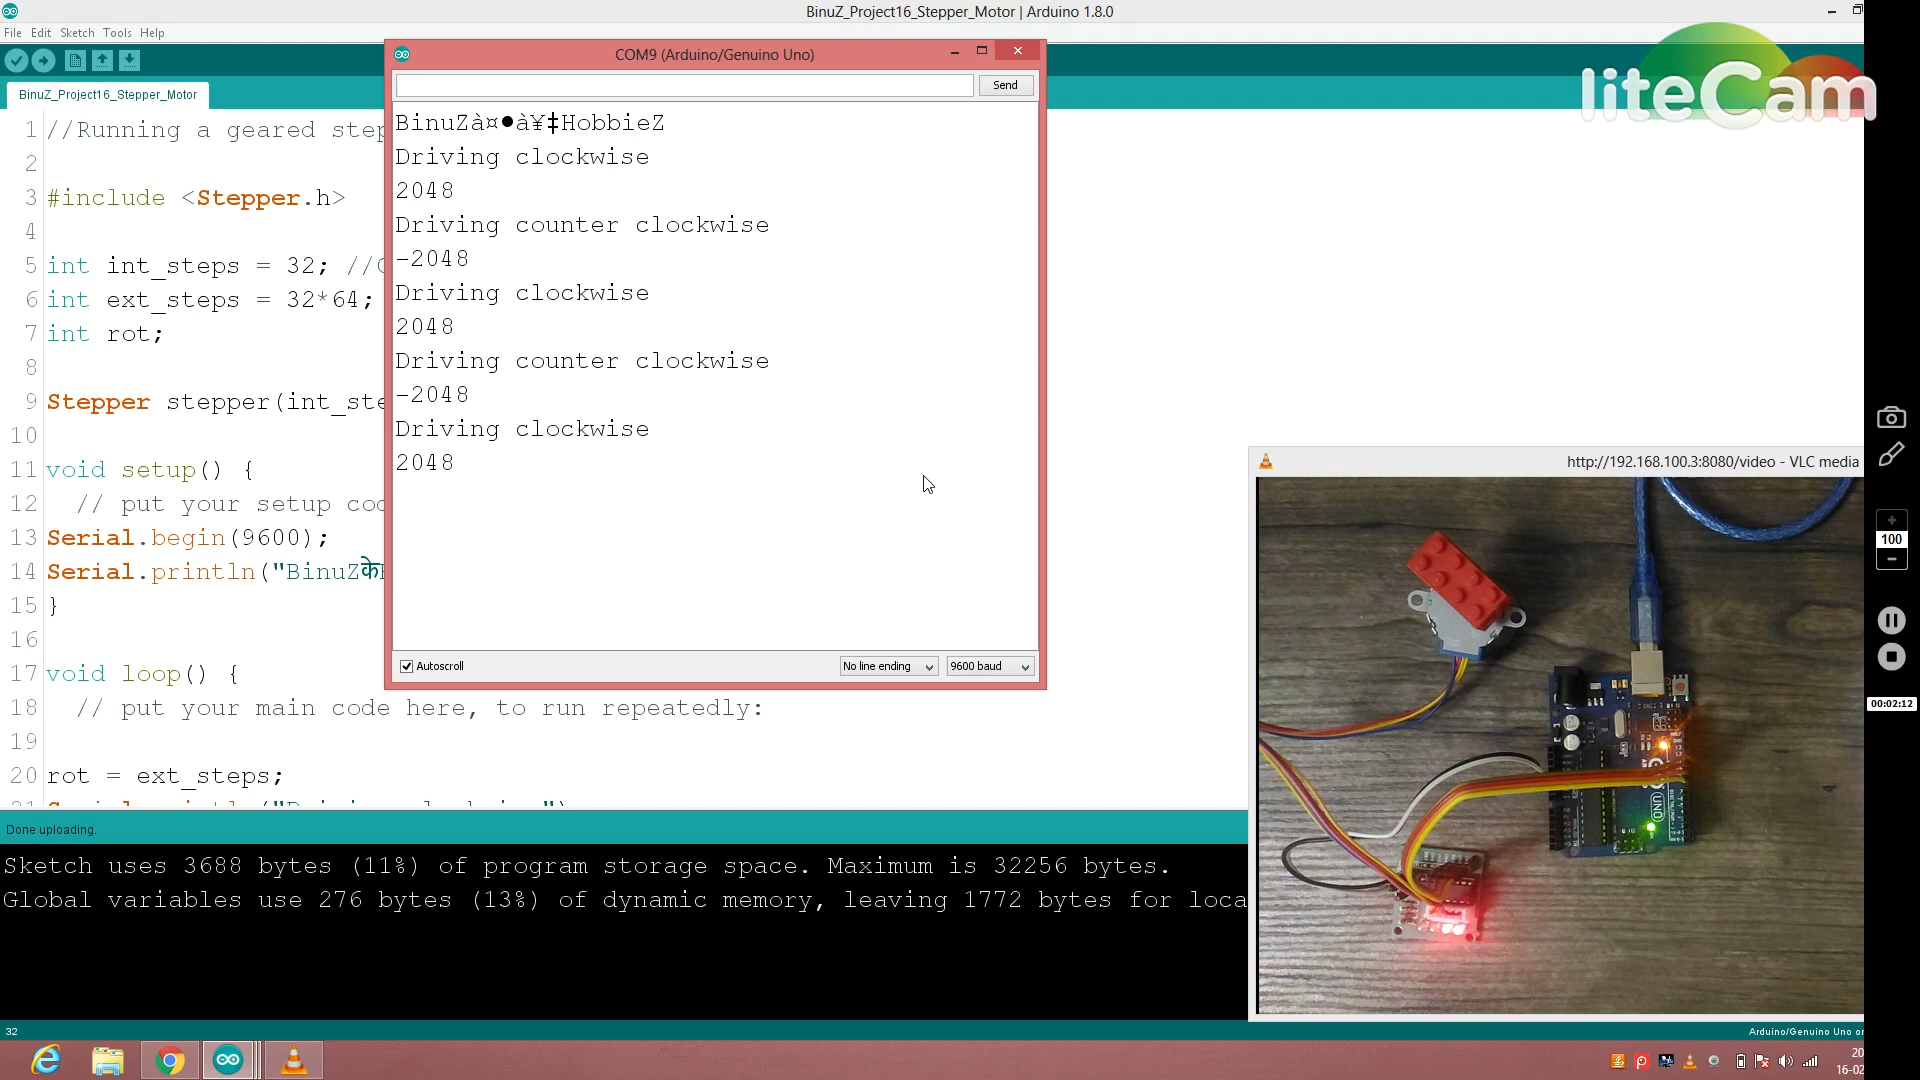 BinuZ_Project16_Stepper_Motor | Arduino 1.8.0
File Edit Sketch Tools Help
BinuZ_Project16_Stepper_Motor
liteCam
COM9 (Arduino/Genuino Uno)
Send
BinuZà¤●à¥‡HobbieZ
Driving clockwise
2048
Driving counter clockwise
-2048
Driving clockwise
2048
Driving counter clockwise
-2048
Driving clockwise
2048
Autoscroll
No line ending
9600 baud
1 //Running a geared step
2
3 #include <Stepper.h>
4
5 int int_steps = 32; //
6 int ext_steps = 32*64;
7 int rot;
8
9 Stepper stepper(int_ste
10
11 void setup() {
12 // put your setup cod
13 Serial.begin(9600);
14 Serial.println("BinuZके
15 }
16
17 void loop() {
18 // put your main code here, to run repeatedly:
19
20 rot = ext_steps;
Done uploading.
Sketch uses 3688 bytes (11%) of program storage space. Maximum is 32256 bytes.
Global variables use 276 bytes (13%) of dynamic memory, leaving 1772 bytes for loca
32
Arduino/Genuino Uno
http://192.168.100.3:8080/video - VLC media
UNO
100
00:02:12
20
16-02